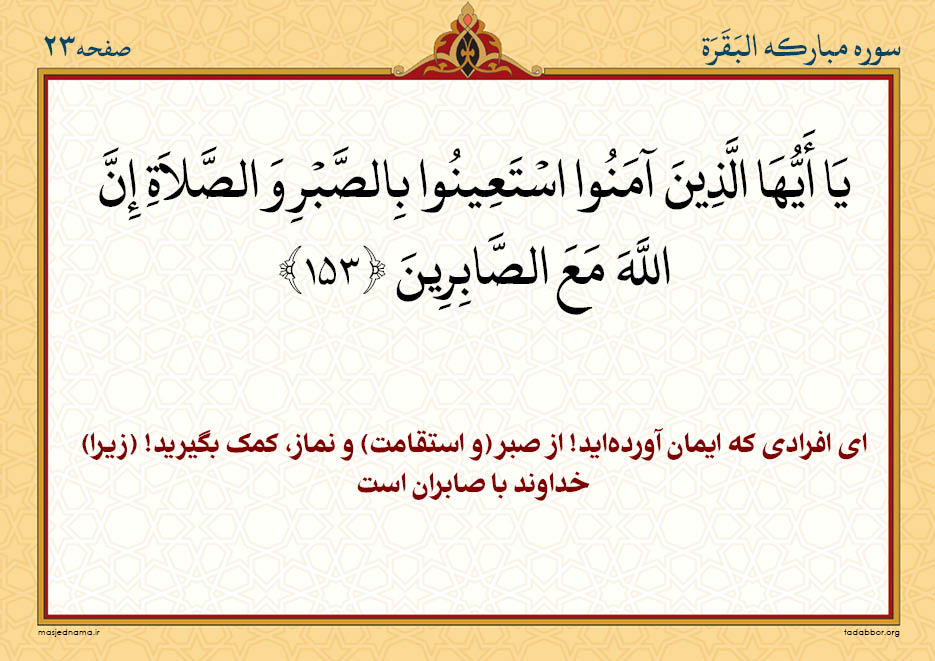 سوره مبارکه البَقَرَة
صفحه۲۳
يَا أَيُّهَا الَّذِينَ آمَنُوا اسْتَعِينُوا بِالصَّبْرِ وَ الصَّلاَةِ إِنَّ
اللَّهَ مَعَ الصَّابِرِينَ ﴿۱۵۳﴾
ای افرادی که ایمان آورده‌اید! از صبر (و استقامت) و نماز، کمک بگیرید! (زیرا)
خداوند با صابران است
masjednama.ir
tadabbor.org